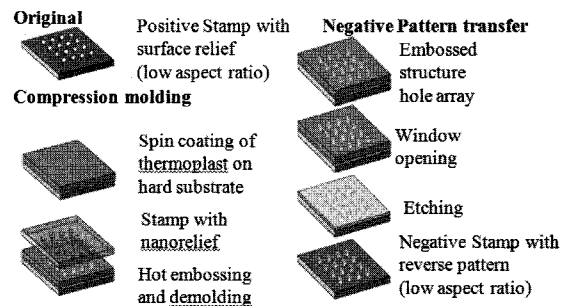 Original
Positive Stamp with
surface relief
(low aspect ratio)
Compression molding
Spin coating of
thermoplast on
hard substrate
Stamp with
nanorelief
Hot embossing
and demolding
Negative Pattern transfer
Embossed
structure
hole array
Window
opening
Etching
Negative Stamp with
reverse pattern
(low aspect ratio)